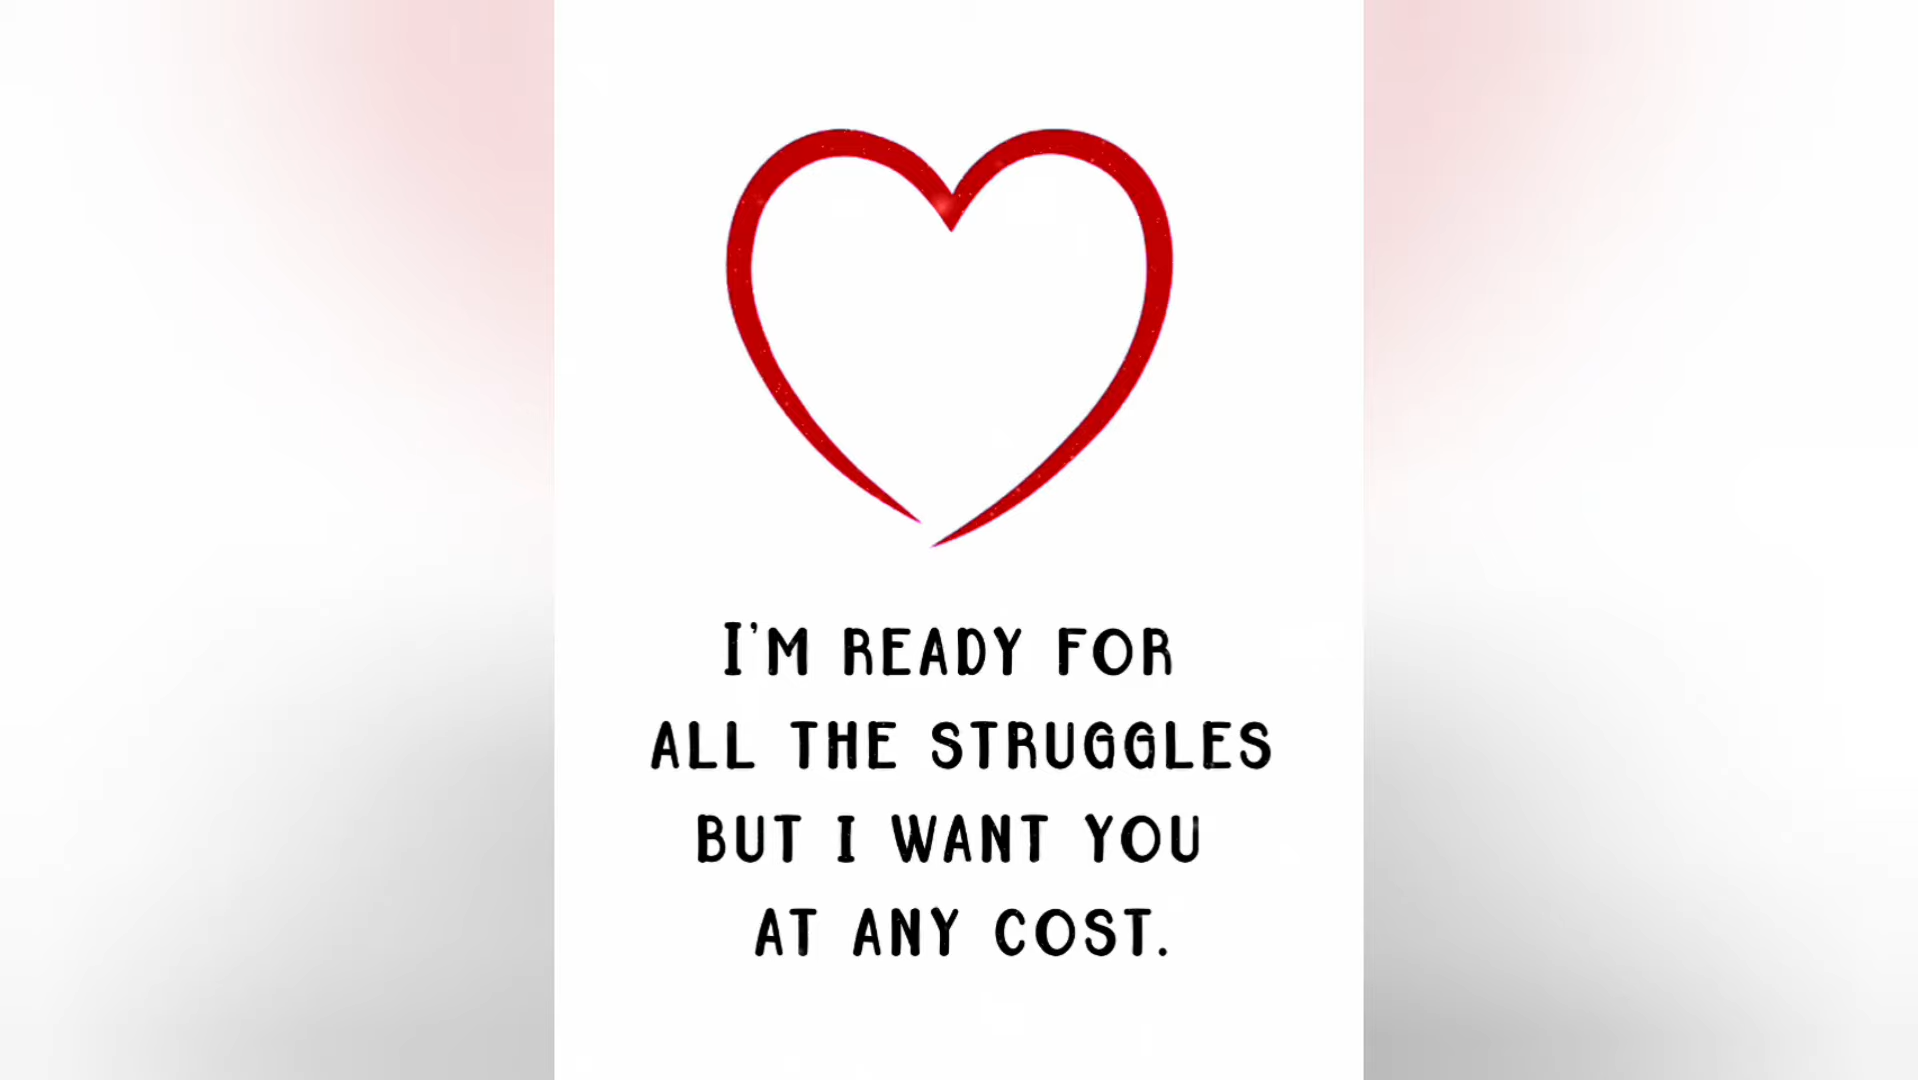 I'M READY FOR
ALL THE STRUGGLES
BUT I WANT YOU
AT ANY COST.